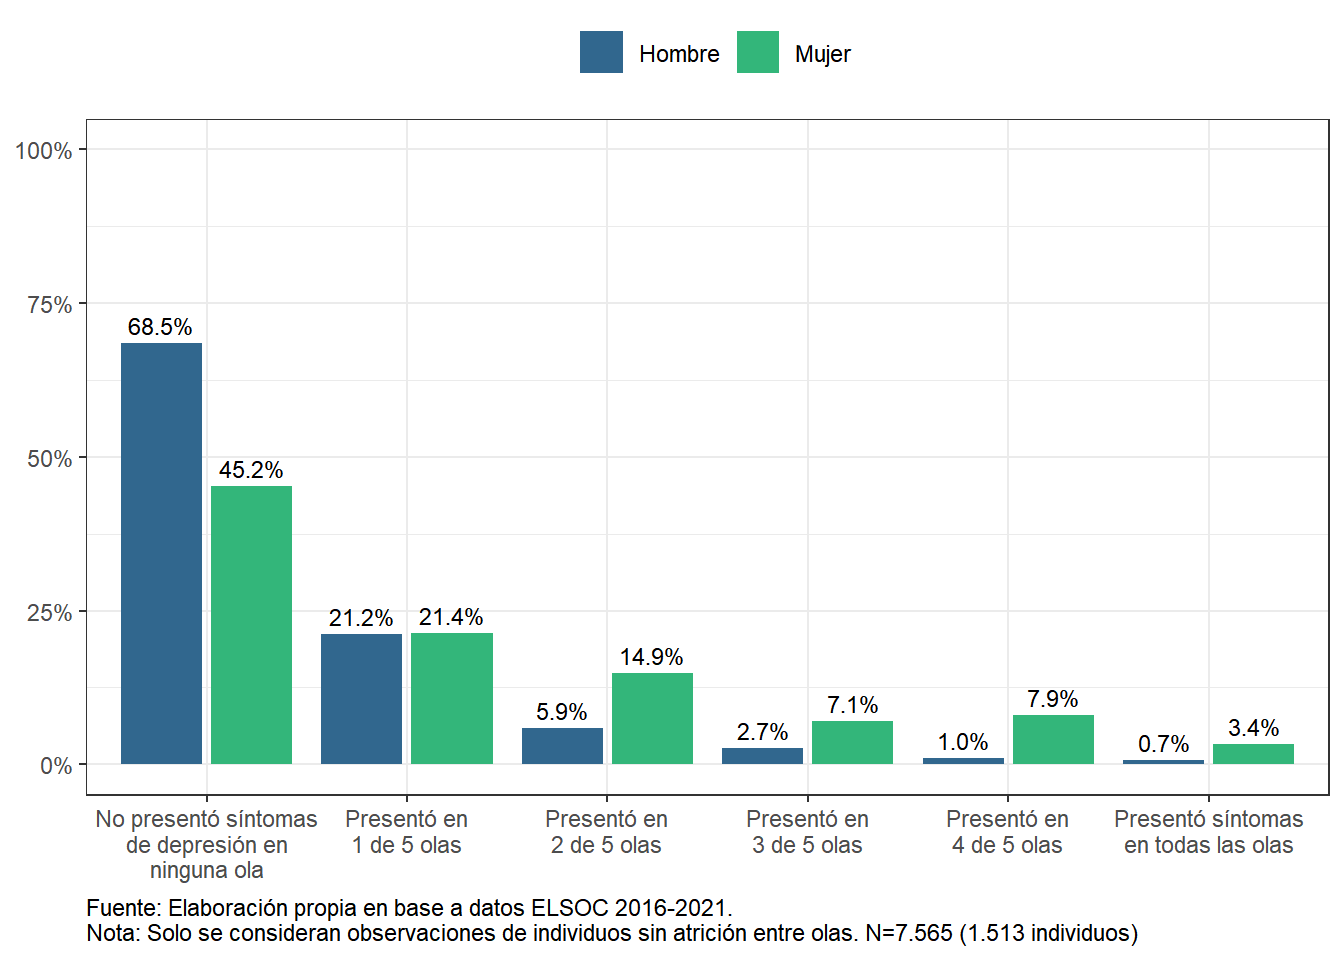 Hombre Mujer
100%
75%
50%
25%
0%
68.5%
45.2%
21.2%
21.4%
5.9%
14.9%
2.7%
7.1%
1.0%
7.9%
0.7%
3.4%
No presentó síntomas
de depresión en
ninguna ola
Presentó en
1 de 5 olas
Presentó en
2 de 5 olas
Presentó en
3 de 5 olas
Presentó en
4 de 5 olas
Presentó síntomas
en todas las olas
Fuente: Elaboración propia en base a datos ELSOC 2016-2021.
Nota: Solo se consideran observaciones de individuos sin atrición entre olas. N=7.565 (1.513 individuos)